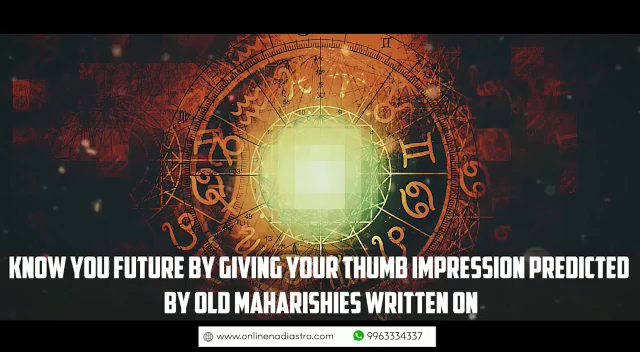 KNOW YOU FUTURE BY GIVING YOUR THUMB IMPRESSION PREDICTED
BY OLD MAHARISHIES WRITTEN ON
www.onlinenadiastro.com 9963334337